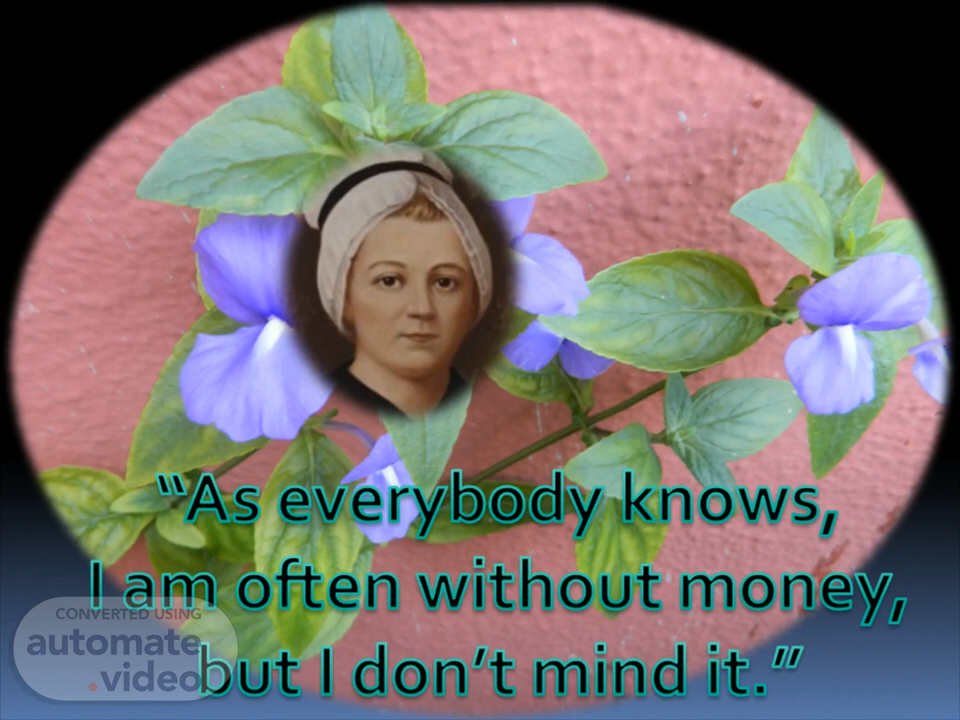 “As everybody knows,
I am often without money,
but I don’t mind it.”
CONVERTED USING
automate
.video